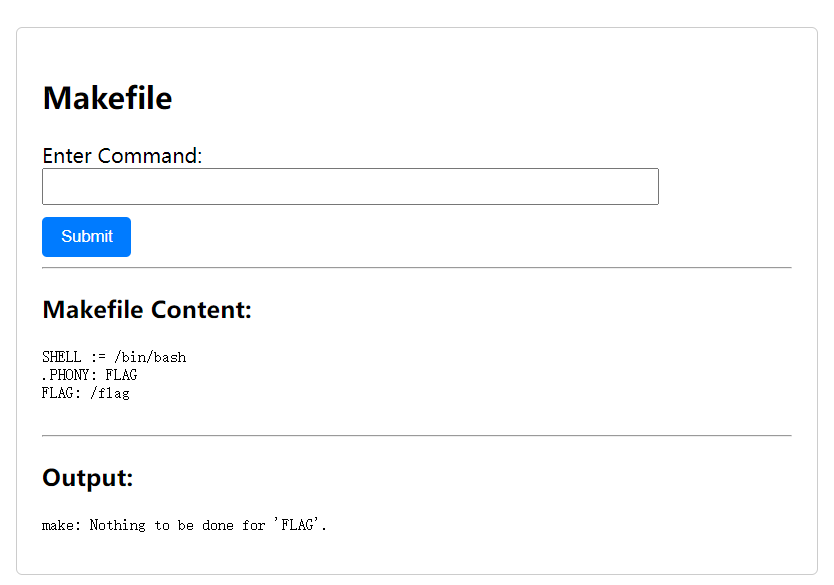 Makefile
Enter Command:
Submit
Makefile Content:
SHELL := /bin/bash
.PHONY: FLAG
FLAG: /flag
Output:
make: Nothing to be done for 'FLAG'.